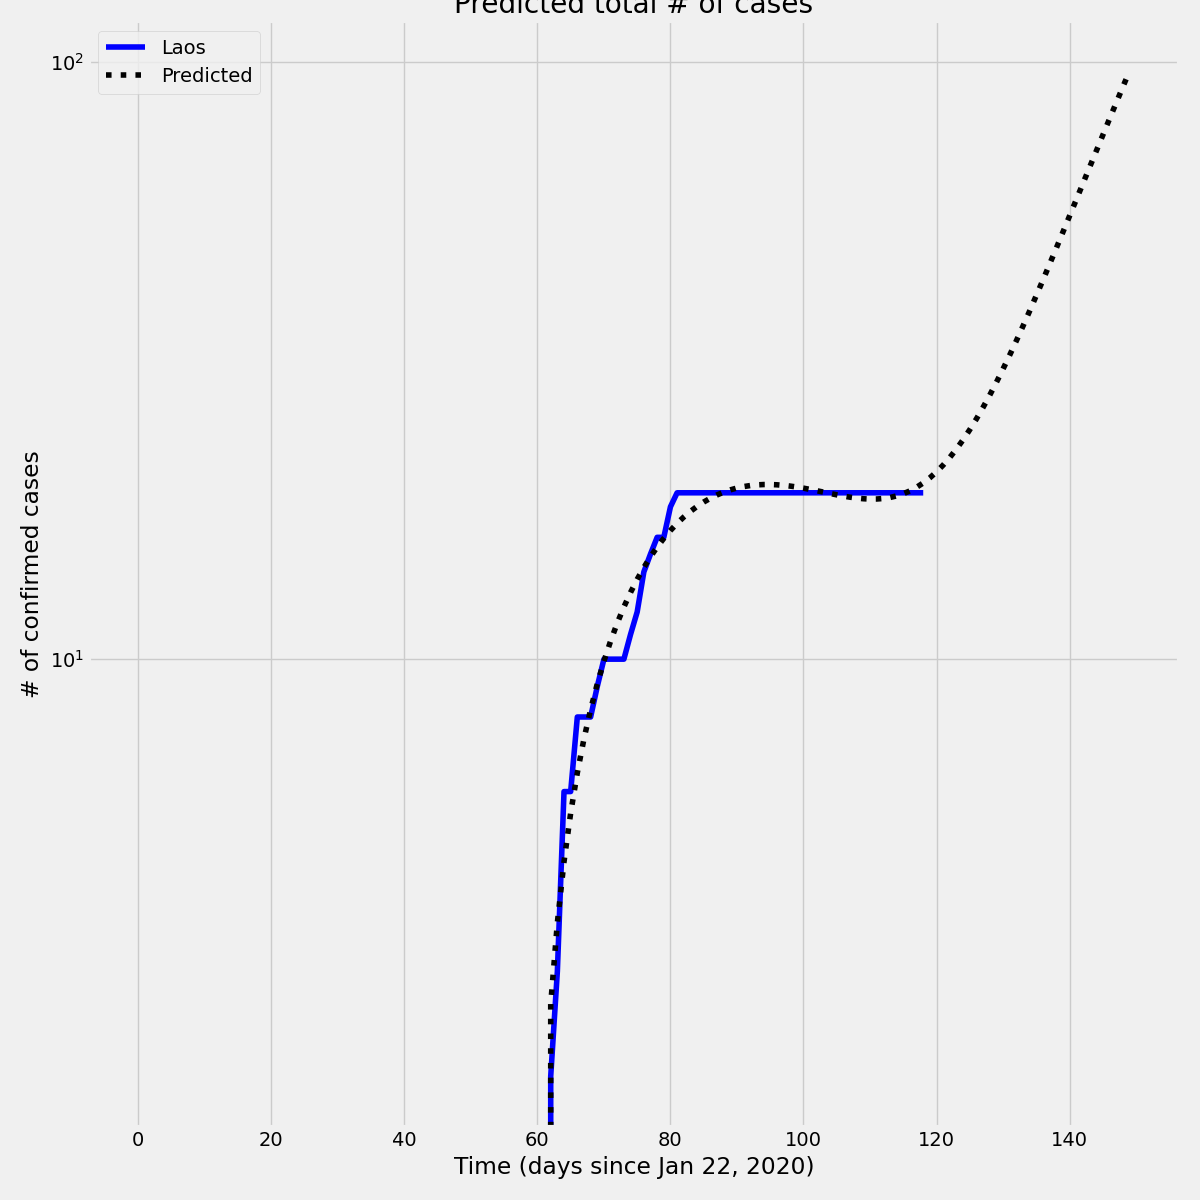 Predicted total # of cases
Laos
Predicted
10²
10¹
# of confirmed cases
0 20 40 60 80 100 120 140
Time (days since Jan 22, 2020)